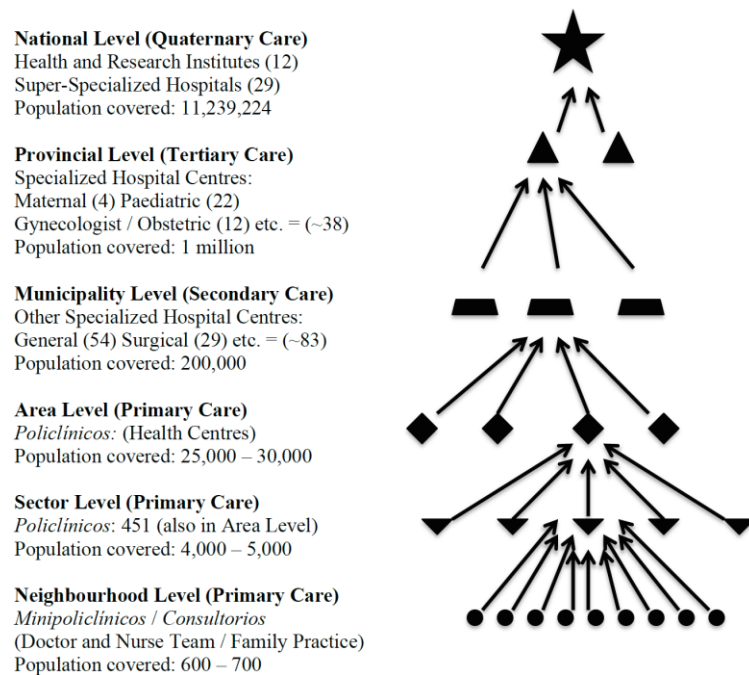 National Level (Quaternary Care)
Health and Research Institutes (12)
Super-Specialized Hospitals (29)
Population covered: 11,239,224
Provincial Level (Tertiary Care)
Specialized Hospital Centres:
Maternal (4) Paediatric (22)
Gynecologist / Obstetric (12) etc. = (~38)
Population covered: 1 million
Municipality Level (Secondary Care)
Other Specialized Hospital Centres:
General (54) Surgical (29) etc. = (~83)
Population covered: 200,000
Area Level (Primary Care)
Policlínicos: (Health Centres)
Population covered: 25,000 – 30,000
Sector Level (Primary Care)
Policlínicos: 451 (also in Area Level)
Population covered: 4,000 – 5,000
Neighbourhood Level (Primary Care)
Minipoliclínicos / Consultorios
(Doctor and Nurse Team / Family Practice)
Population covered: 600 – 700